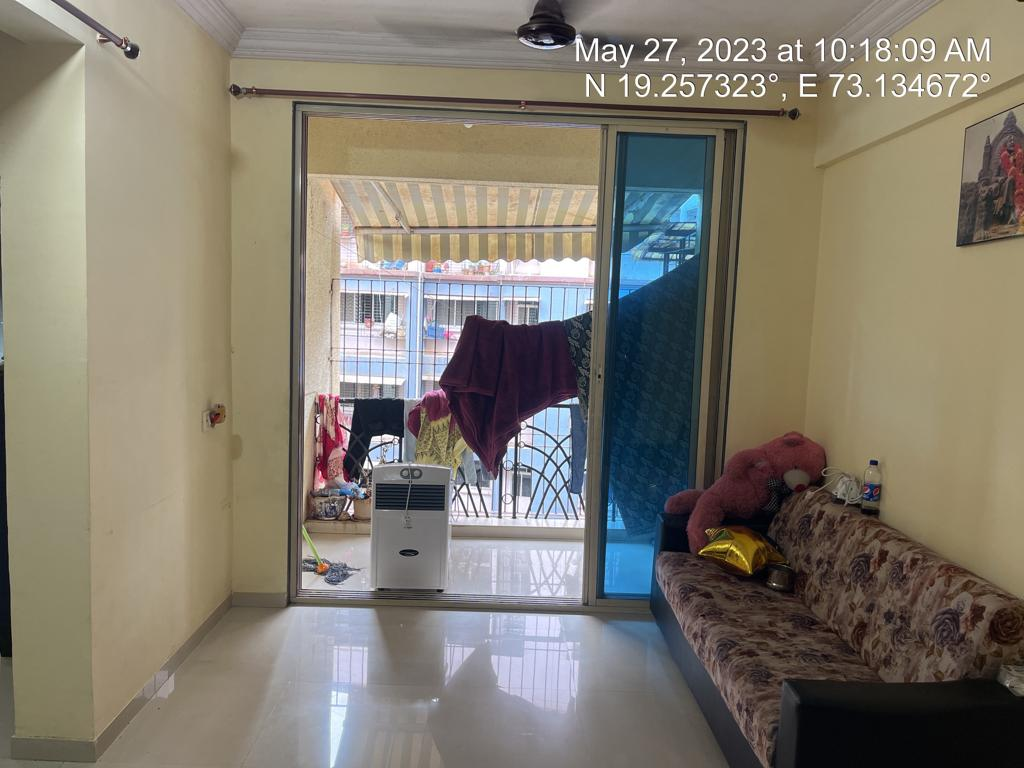 May 27, 2023 at 10:18:09 AM
N 19.257323°, E 73.134672°